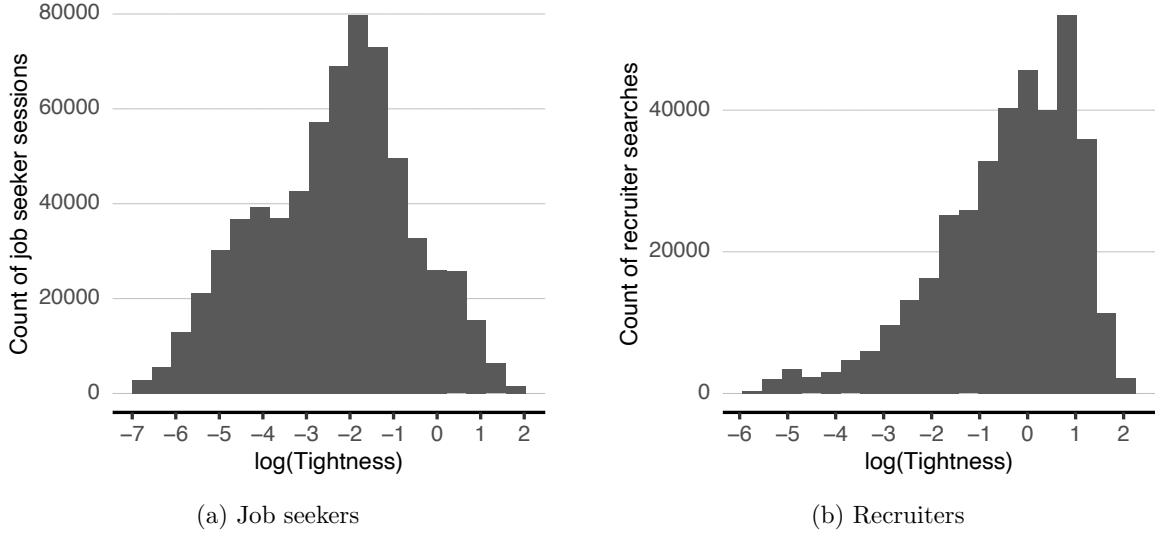 Count of job seeker sessions
80000
60000
40000
20000
0
−7 −6 −5 −4 −3 −2 −1 0 1 2
log(Tightness)
(a) Job seekers
Count of recruiter searches
40000
20000
0
−6 −5 −4 −3 −2 −1 0 1 2
log(Tightness)
(b) Recruiters